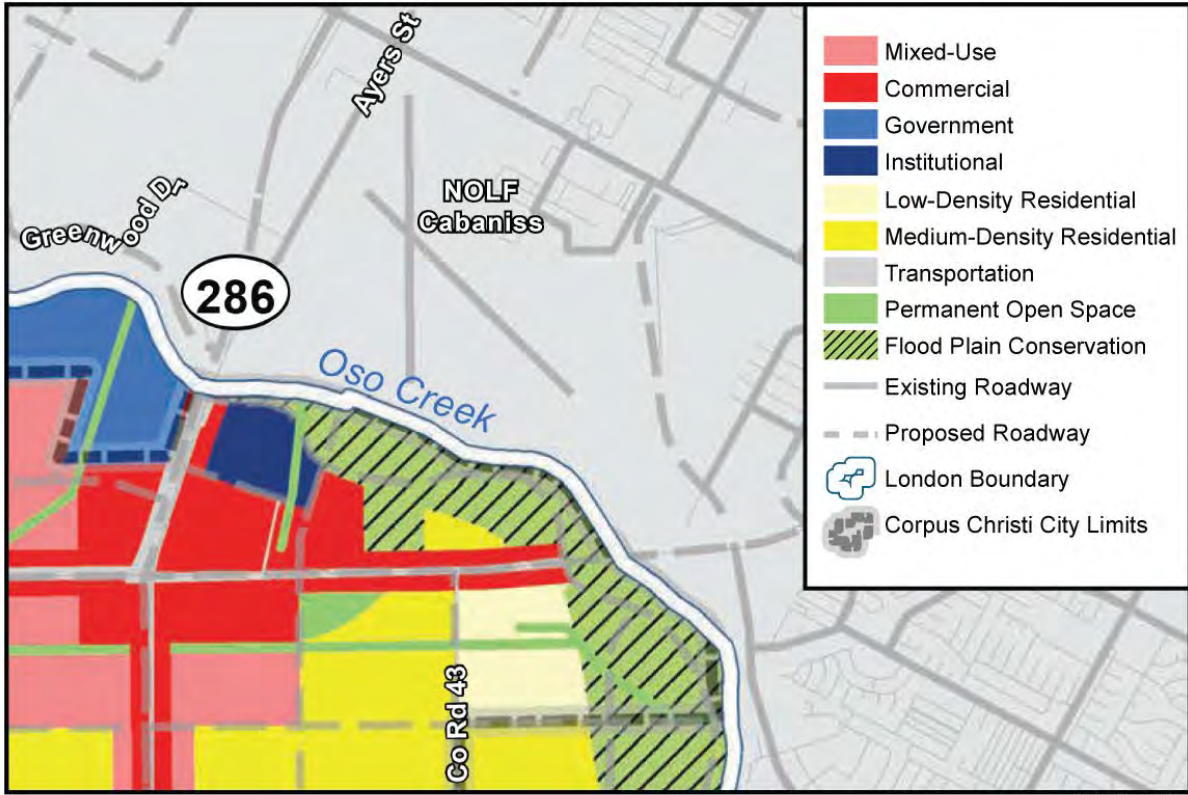 Ayers St
NOLF
Cabaniss
Greenwood Dr
286
Oso Creek
Co Rd 43
Mixed-Use
Commercial
Government
Institutional
Low-Density Residential
Medium-Density Residential
Transportation
Permanent Open Space
Flood Plain Conservation
Existing Roadway
Proposed Roadway
London Boundary
Corpus Christi City Limits